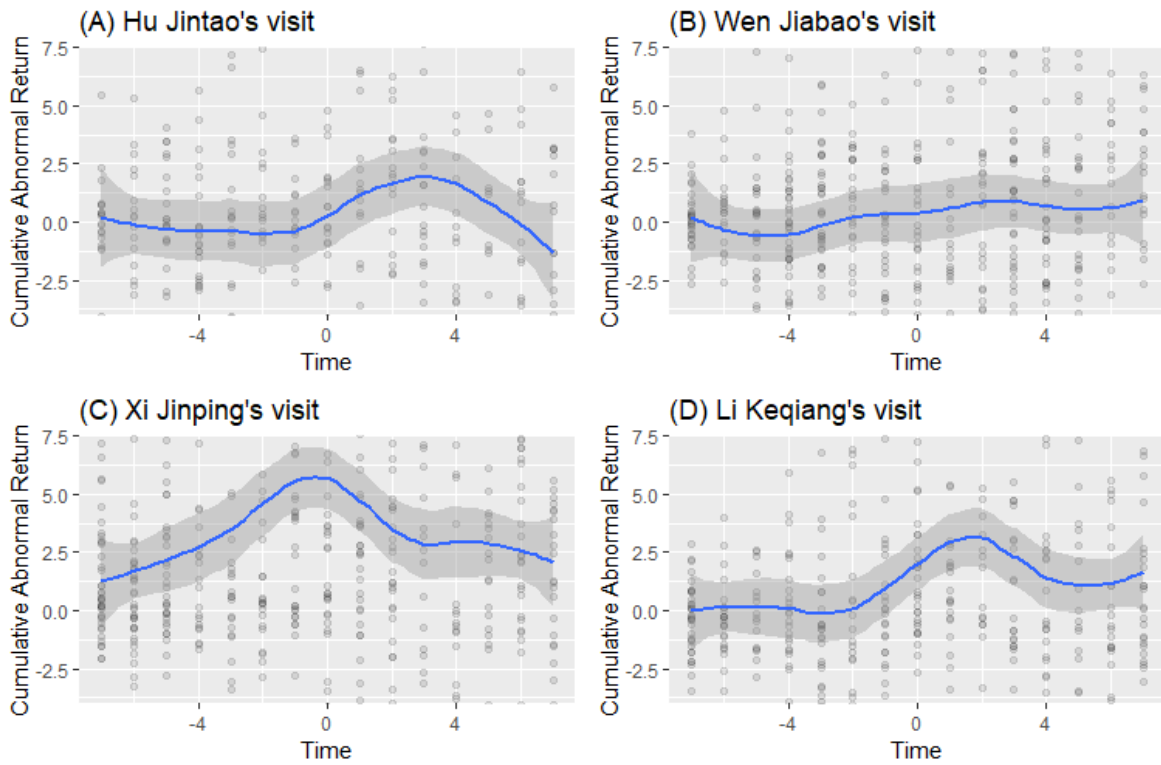 (A) Hu Jintao's visit
Cumulative Abnormal Return
7.5
5.0
2.5
0.0
-2.5
-4
0
4
Time
(B) Wen Jiabao's visit
Cumulative Abnormal Return
7.5
5.0
2.5
0.0
-2.5
-4
0
4
Time
(C) Xi Jinping's visit
Cumulative Abnormal Return
7.5
5.0
2.5
0.0
-2.5
-4
0
4
Time
(D) Li Keqiang's visit
Cumulative Abnormal Return
7.5
5.0
2.5
0.0
-2.5
-4
0
4
Time